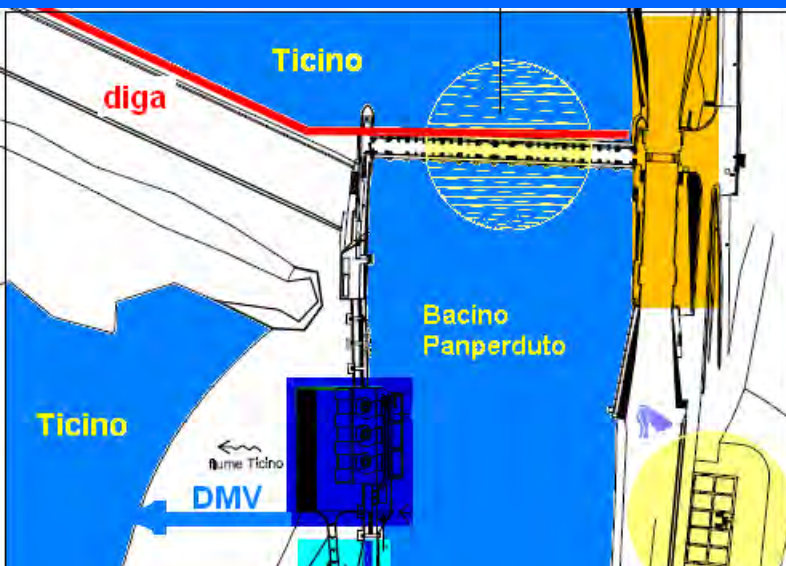 Ticino
diga
Bacino
Panperduto
Ticino
fiume Ticino
DMV